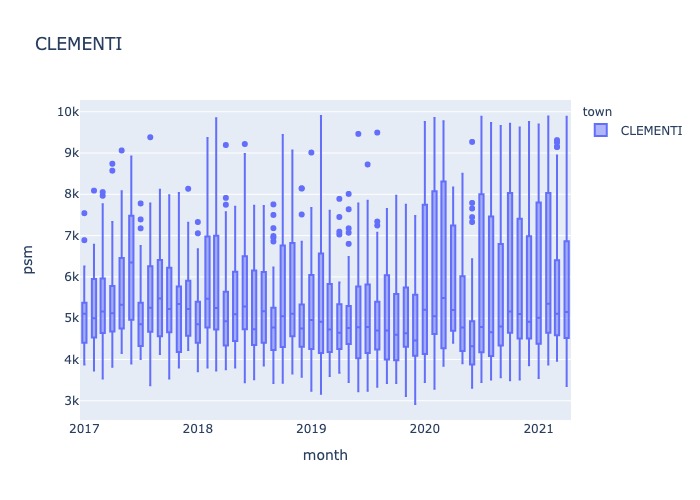 CLEMENTI
10k
9k
8k
7k
6k
5k
4k
3k
psm
2017
2018
2019
2020
2021
month
town
CLEMENTI